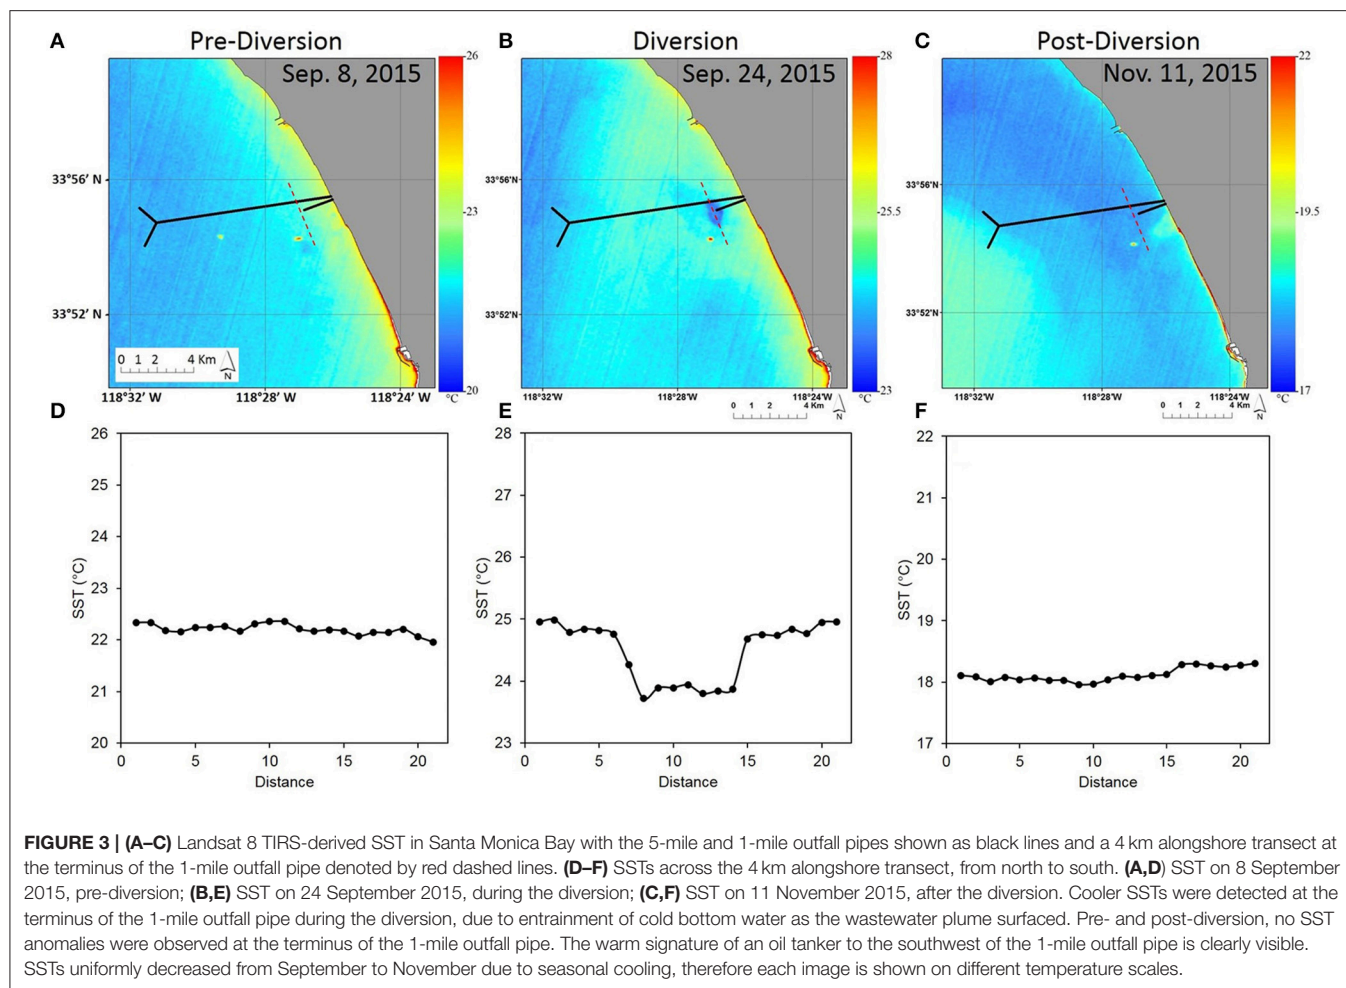 A
Pre-Diversion
Sep. 8, 2015
26
23
20
°C
33°56' N
33°52' N
0 1 2 4 Km
N
118°32' W
118°28' W
118°24' W
B
Diversion
Sep. 24, 2015
28
25.5
23
°C
33°56'N
33°52'N
118°32'W
118°28'W
118°24'W
0 1 2 4 Km
N
C
Post-Diversion
Nov. 11, 2015
22
19.5
17
°C
33°56'N
33°52'N
118°32'W
118°28'W
118°24'W
0 1 2 4 Km
N
D
26
25
24
23
22
21
20
SST (°C)
0 5 10 15 20
Distance
E
28
27
26
25
24
23
SST (°C)
0 5 10 15 20
Distance
F
22
21
20
19
18
17
SST (°C)
0 5 10 15 20
Distance
FIGURE 3 | (A–C) Landsat 8 TIRS-derived SST in Santa Monica Bay with the 5-mile and 1-mile outfall pipes shown as black lines and a 4 km alongshore transect at
the terminus of the 1-mile outfall pipe denoted by red dashed lines. (D–F) SSTs across the 4 km alongshore transect, from north to south. (A,D) SST on 8 September
2015, pre-diversion; (B,E) SST on 24 September 2015, during the diversion; (C,F) SST on 11 November 2015, after the diversion. Cooler SSTs were detected at the
terminus of the 1-mile outfall pipe during the diversion, due to entrainment of cold bottom water as the wastewater plume surfaced. Pre- and post-diversion, no SST
anomalies were observed at the terminus of the 1-mile outfall pipe. The warm signature of an oil tanker to the southwest of the 1-mile outfall pipe is clearly visible.
SSTs uniformly decreased from September to November due to seasonal cooling, therefore each image is shown on different temperature scales.